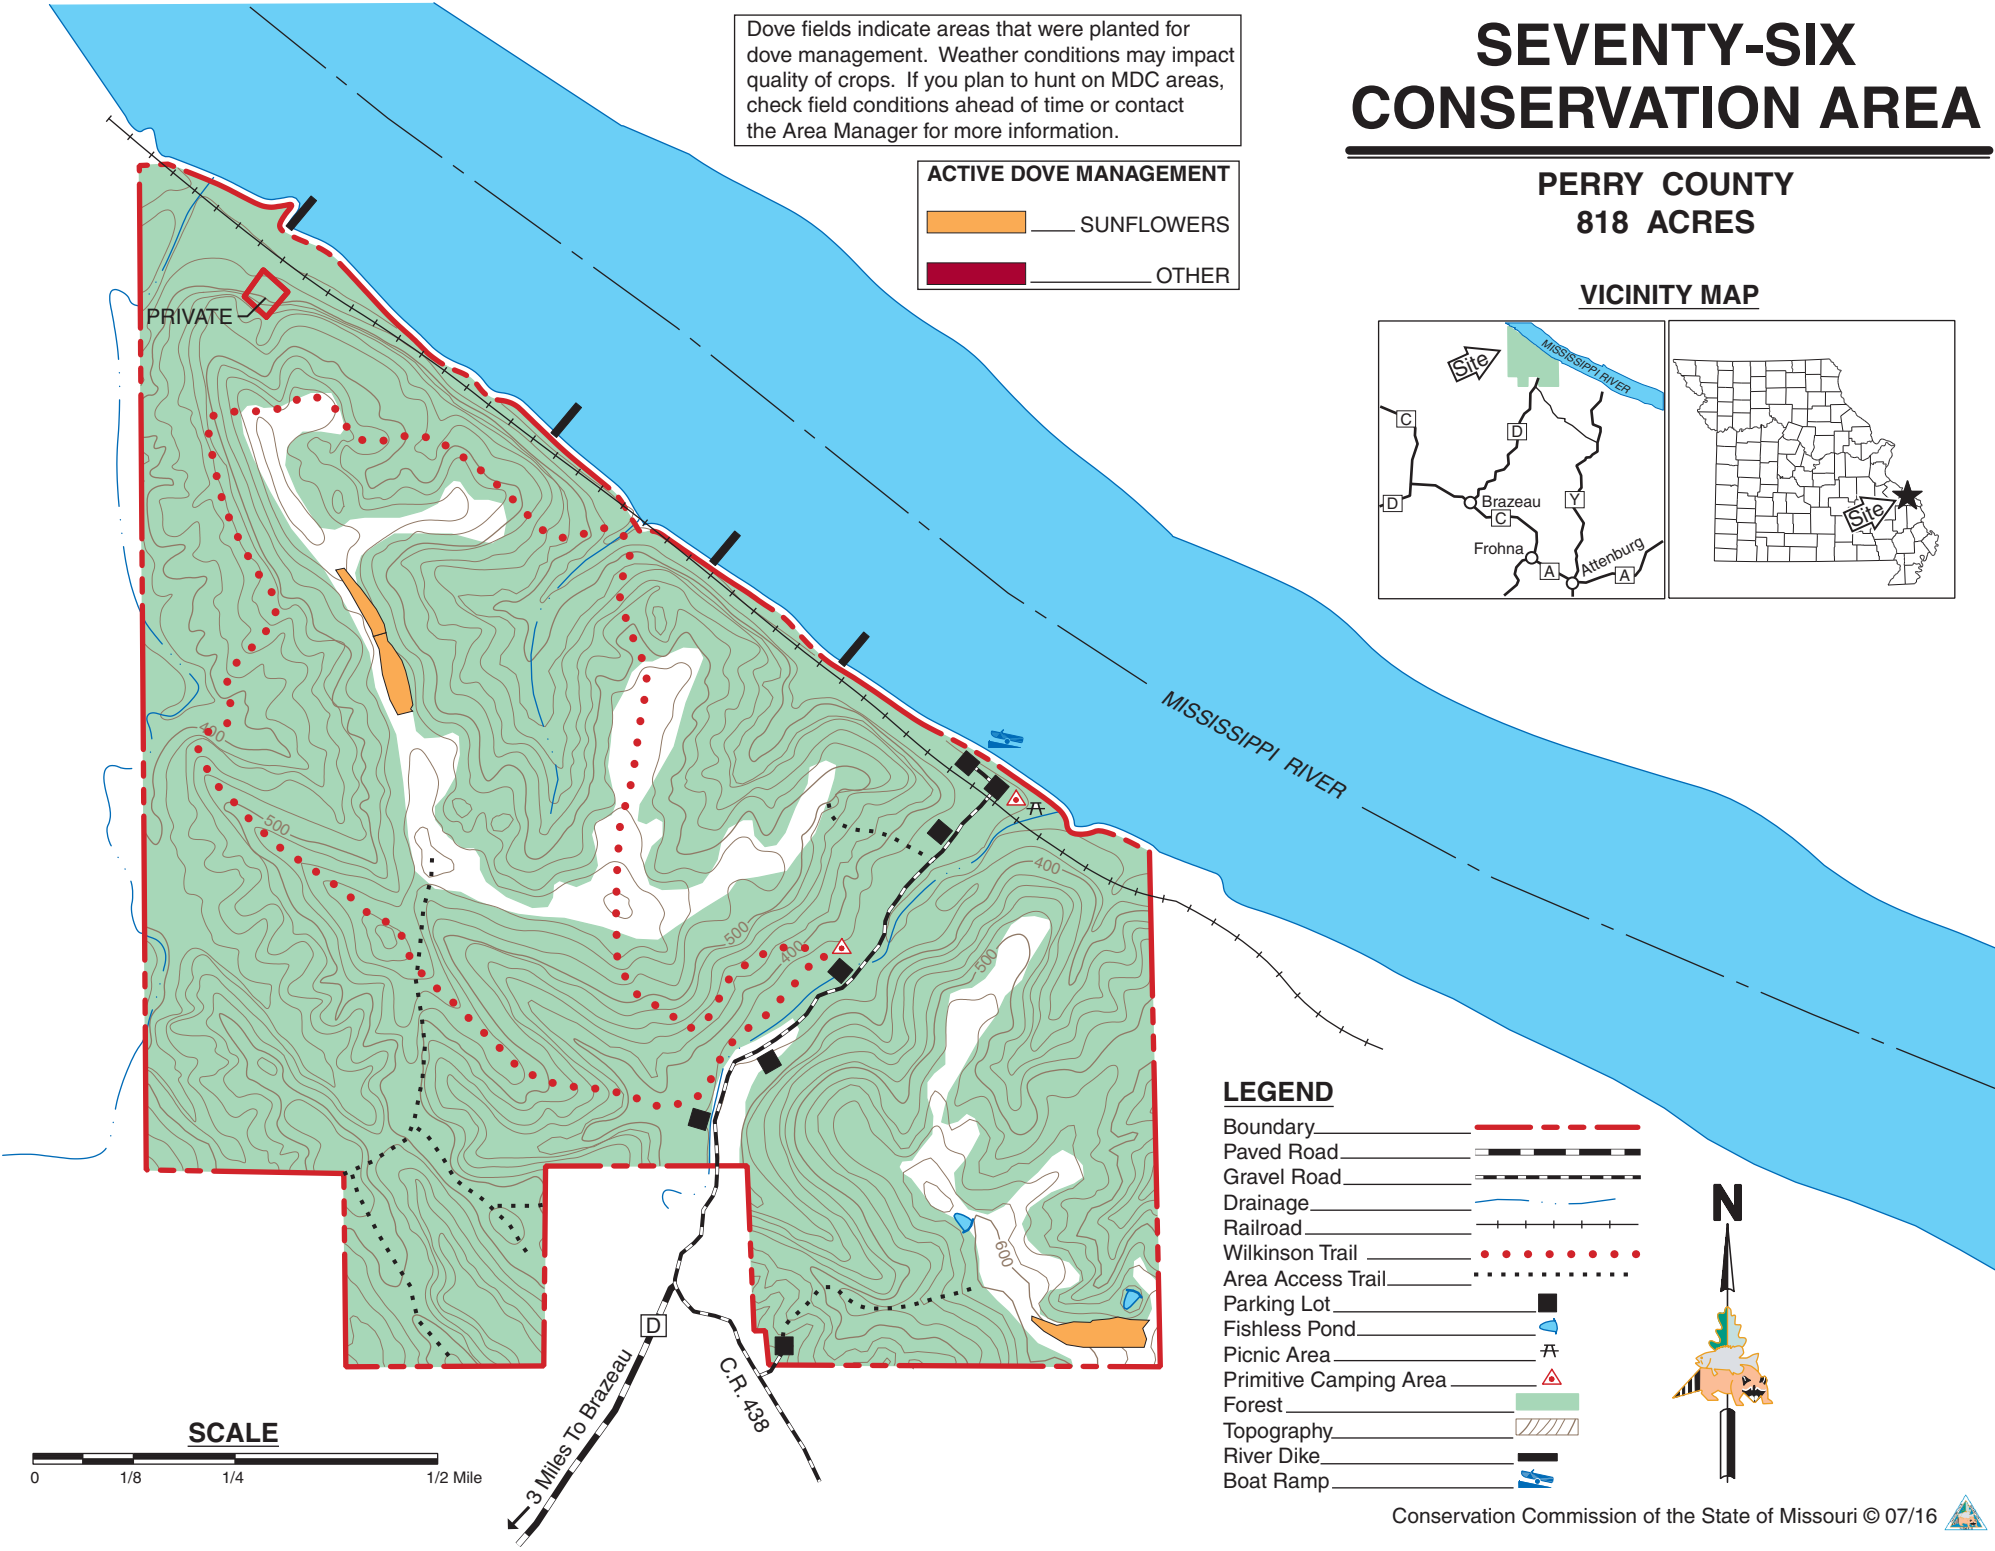 Dove fields indicate areas that were planted for
dove management.  Weather conditions may impact
quality of crops.  If you plan to hunt on MDC areas,
check field conditions ahead of time or contact
the Area Manager for more information.
ACTIVE DOVE MANAGEMENT
SUNFLOWERS
OTHER
SEVENTY-SIX
CONSERVATION AREA
PERRY COUNTY
818 ACRES
VICINITY MAP
Site
MISSISSIPPI RIVER
C
D
D
Brazeau
C
Y
Frohna
A
Attenburg
A
Site
PRIVATE
400
500
500
400
400
500
600
MISSISSIPPI RIVER
D
3 Miles To Brazeau
C.R. 438
SCALE
0
1/8
1/4
1/2 Mile
LEGEND
Boundary
Paved Road
Gravel Road
Drainage
Railroad
Wilkinson Trail
Area Access Trail
Parking Lot
Fishless Pond
Picnic Area
Primitive Camping Area
Forest
Topography
River Dike
Boat Ramp
N
Conservation Commission of the State of Missouri © 07/16